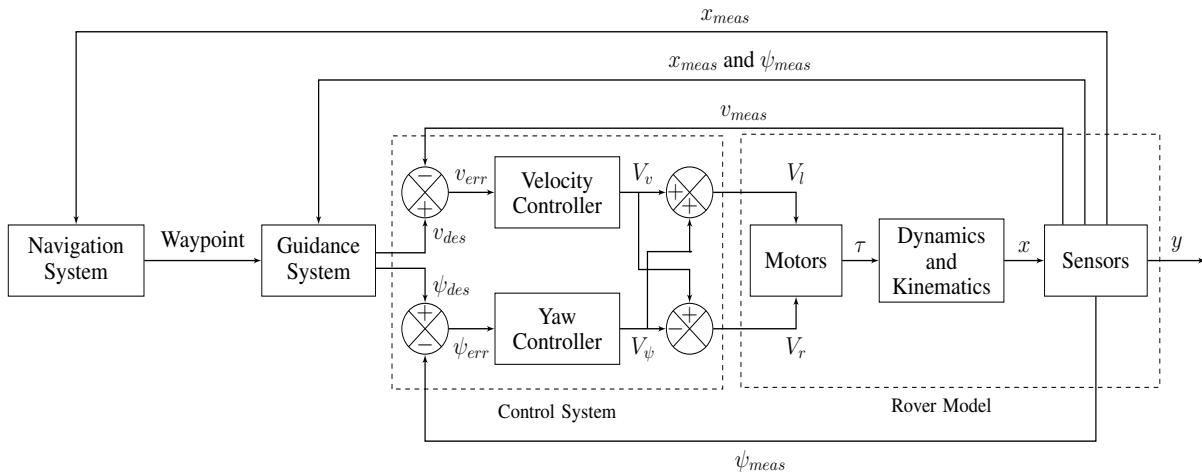 x_meas
x_meas and ψ_meas
v_meas
−
+
v_err
Velocity
Controller
V_v
+
+
V_l
v_des
Navigation
System
Waypoint
Guidance
System
Motors
τ
Dynamics
and
Kinematics
x
Sensors
y
ψ_des
+
−
ψ_err
Yaw
Controller
V_ψ
+
−
V_r
Control System
Rover Model
ψ_meas